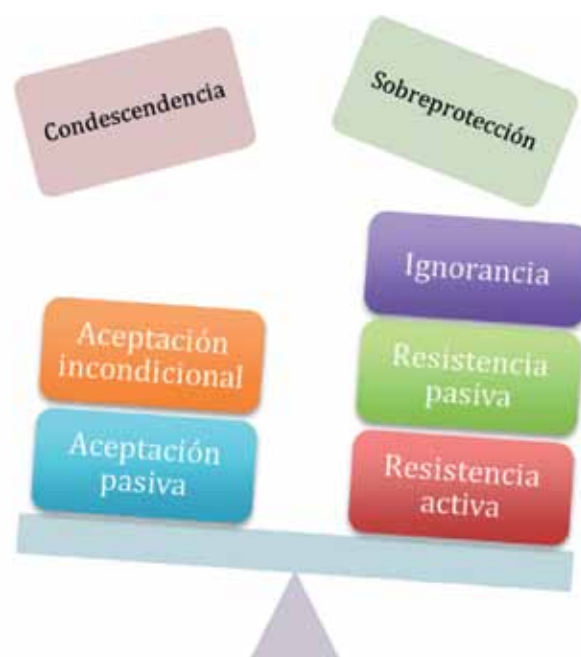 Condescendencia
Sobreprotección
Ignorancia
Aceptación
incondicional
Resistencia
pasiva
Aceptación
pasiva
Resistencia
activa